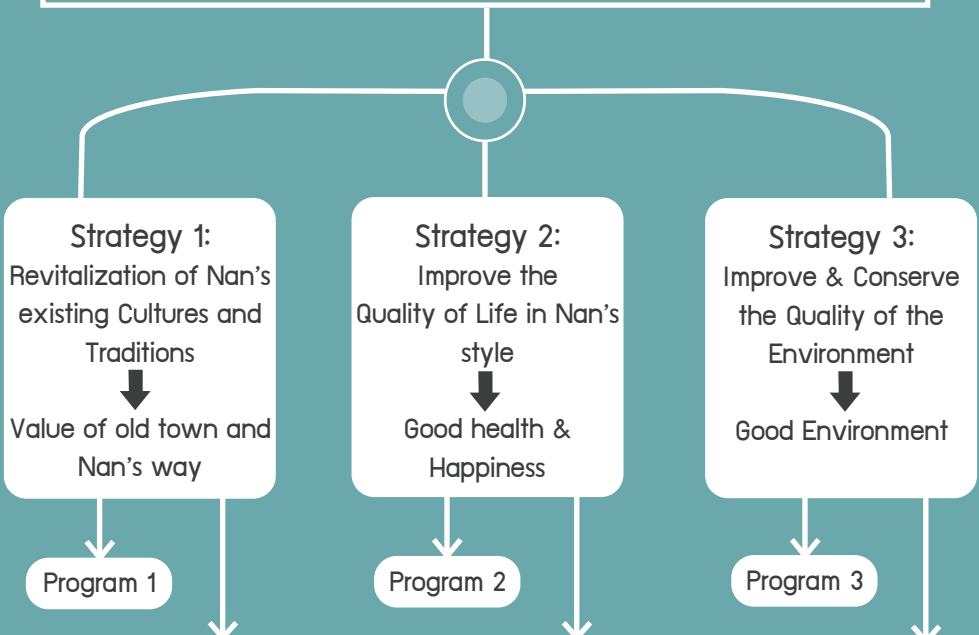 Strategy 1:
Revitalization of Nan's
existing Cultures and
Traditions
Value of old town and
Nan's way
Strategy 2:
Improve the
Quality of Life in Nan's
style
Good health &
Happiness
Strategy 3:
Improve & Conserve
the Quality of the
Environment
Good Environment
Program 1
Program 2
Program 3